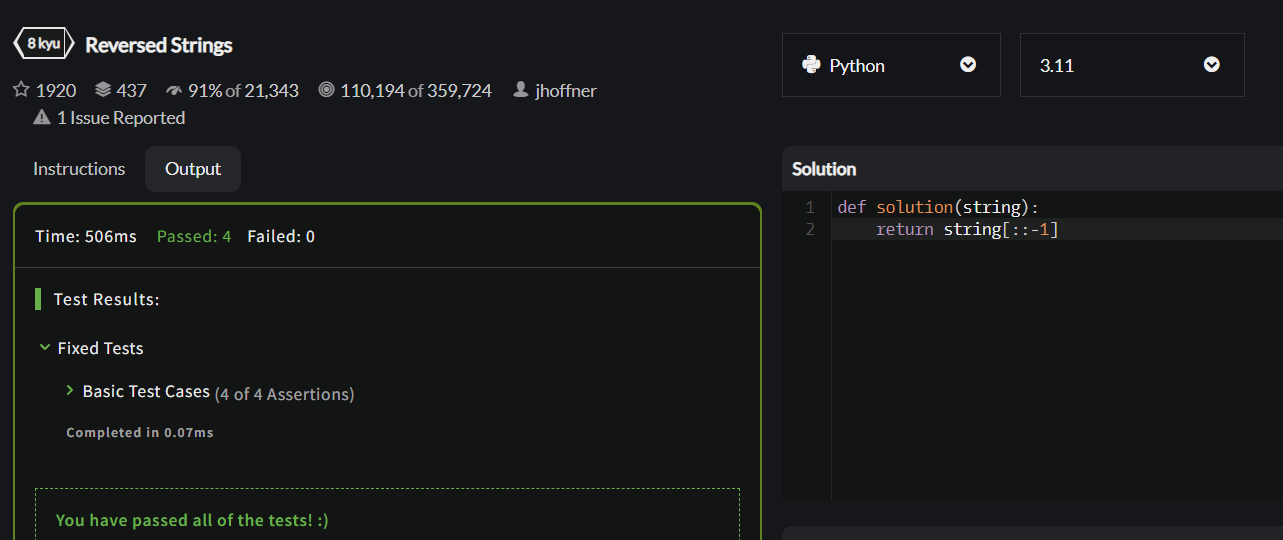 8 kyu Reversed Strings
1920 437 91% of 21,343 110,194 of 359,724 jhoffner
1 Issue Reported
Instructions Output
Time: 506ms Passed: 4 Failed: 0
Test Results:
Fixed Tests
Basic Test Cases (4 of 4 Assertions)
Completed in 0.07ms
You have passed all of the tests! :)
Python 3.11
Solution
1 def solution(string):
2     return string[::-1]